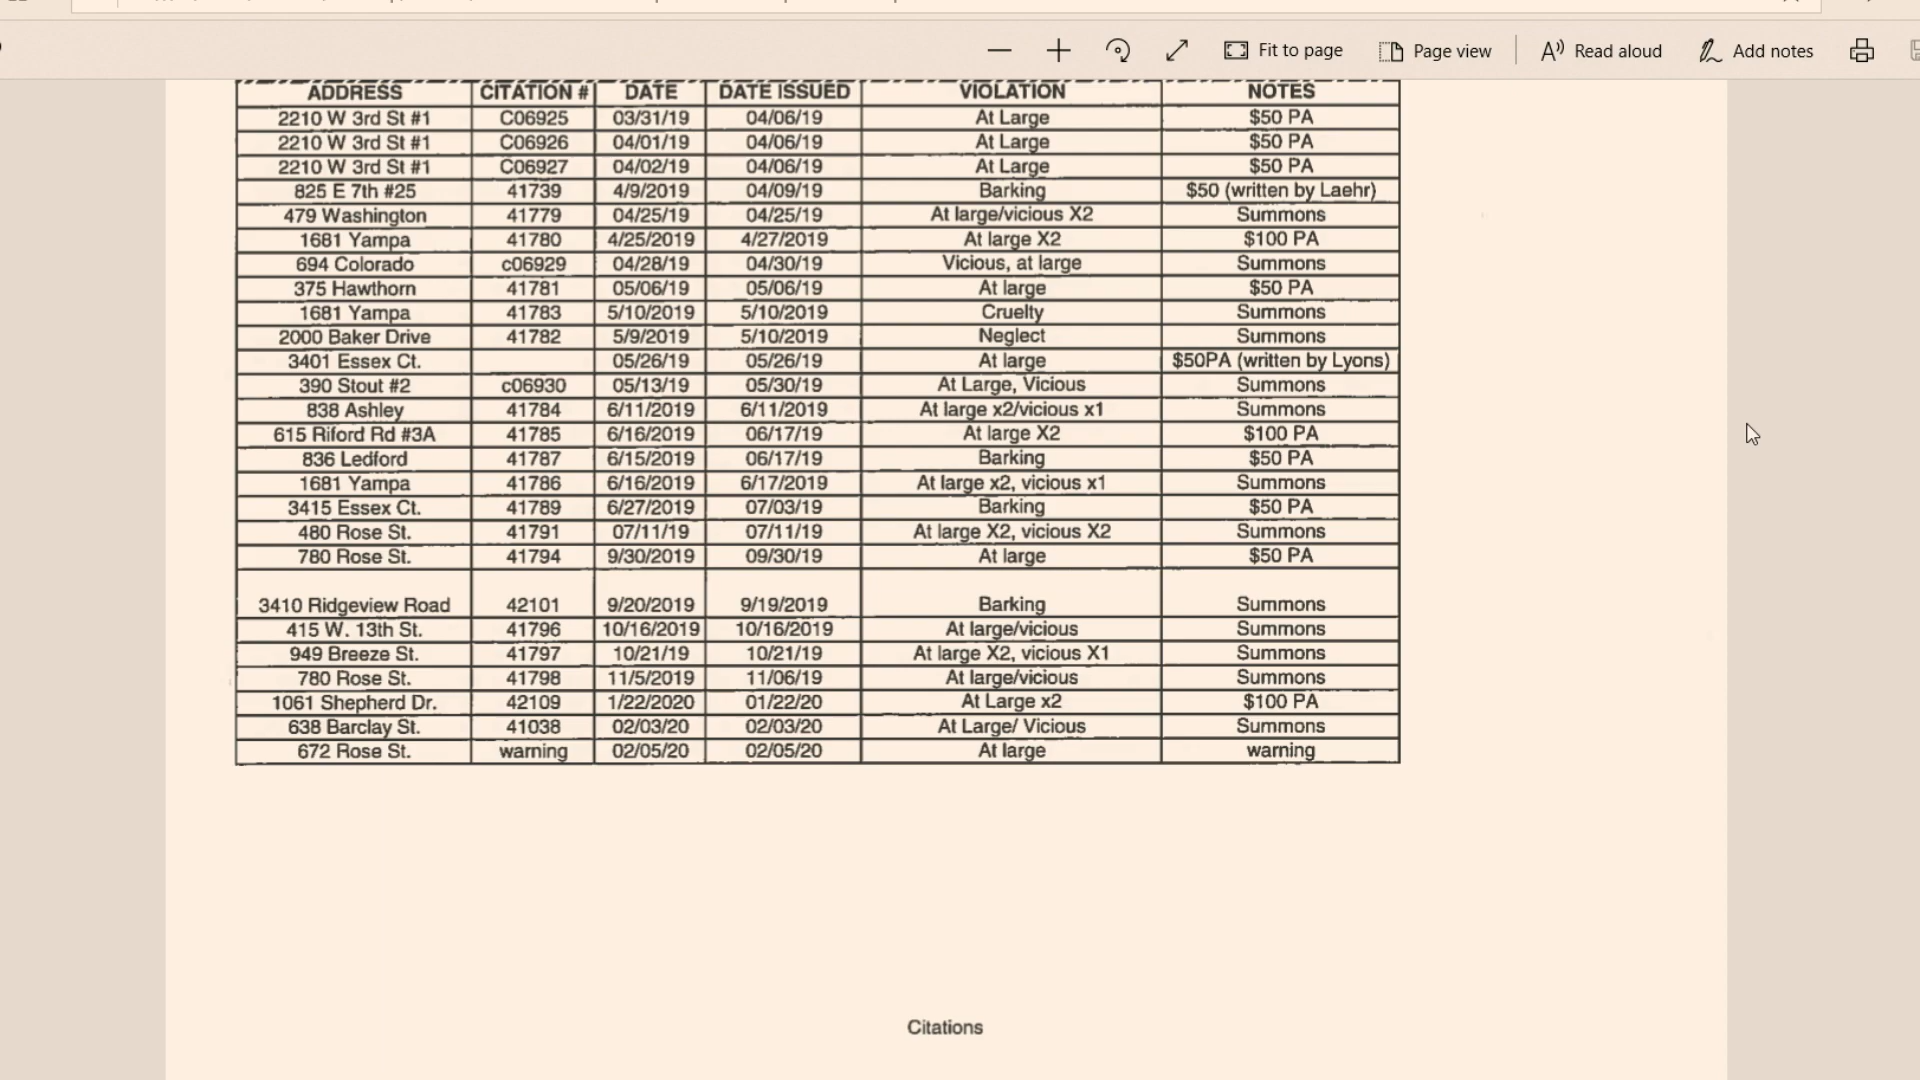 Fit to page Page view Read aloud Add notes
ADDRESS CITATION # DATE DATE ISSUED VIOLATION NOTES
2210 W 3rd St #1 C06925 03/31/19 04/06/19 At Large $50 PA
2210 W 3rd St #1 C06926 04/01/19 04/06/19 At Large $50 PA
2210 W 3rd St #1 C06927 04/02/19 04/06/19 At Large $50 PA
825 E 7th #25 41739 4/9/2019 04/09/19 Barking $50 (written by Laehr)
479 Washington 41779 04/25/19 04/25/19 At large/vicious X2 Summons
1681 Yampa 41780 4/25/2019 4/27/2019 At large X2 $100 PA
694 Colorado c06929 04/28/19 04/30/19 Vicious, at large Summons
375 Hawthorn 41781 05/06/19 05/06/19 At large $50 PA
1681 Yampa 41783 5/10/2019 5/10/2019 Cruelty Summons
2000 Baker Drive 41782 5/9/2019 5/10/2019 Neglect Summons
3401 Essex Ct. 05/26/19 05/26/19 At large $50PA (written by Lyons)
390 Stout #2 c06930 05/13/19 05/30/19 At Large, Vicious Summons
838 Ashley 41784 6/11/2019 6/11/2019 At large x2/vicious x1 Summons
615 Riford Rd #3A 41785 6/16/2019 06/17/19 At large X2 $100 PA
836 Ledford 41787 6/15/2019 06/17/19 Barking $50 PA
1681 Yampa 41786 6/16/2019 6/17/2019 At large x2, vicious x1 Summons
3415 Essex Ct. 41789 6/27/2019 07/03/19 Barking $50 PA
480 Rose St. 41791 07/11/19 07/11/19 At large X2, vicious X2 Summons
780 Rose St. 41794 9/30/2019 09/30/19 At large $50 PA
3410 Ridgeview Road 42101 9/20/2019 9/19/2019 Barking Summons
415 W. 13th St. 41796 10/16/2019 10/16/2019 At large/vicious Summons
949 Breeze St. 41797 10/21/19 10/21/19 At large X2, vicious X1 Summons
780 Rose St. 41798 11/5/2019 11/06/19 At large/vicious Summons
1061 Shepherd Dr. 42109 1/22/2020 01/22/20 At Large x2 $100 PA
638 Barclay St. 41038 02/03/20 02/03/20 At Large/ Vicious Summons
672 Rose St. warning 02/05/20 02/05/20 At large warning
Citations